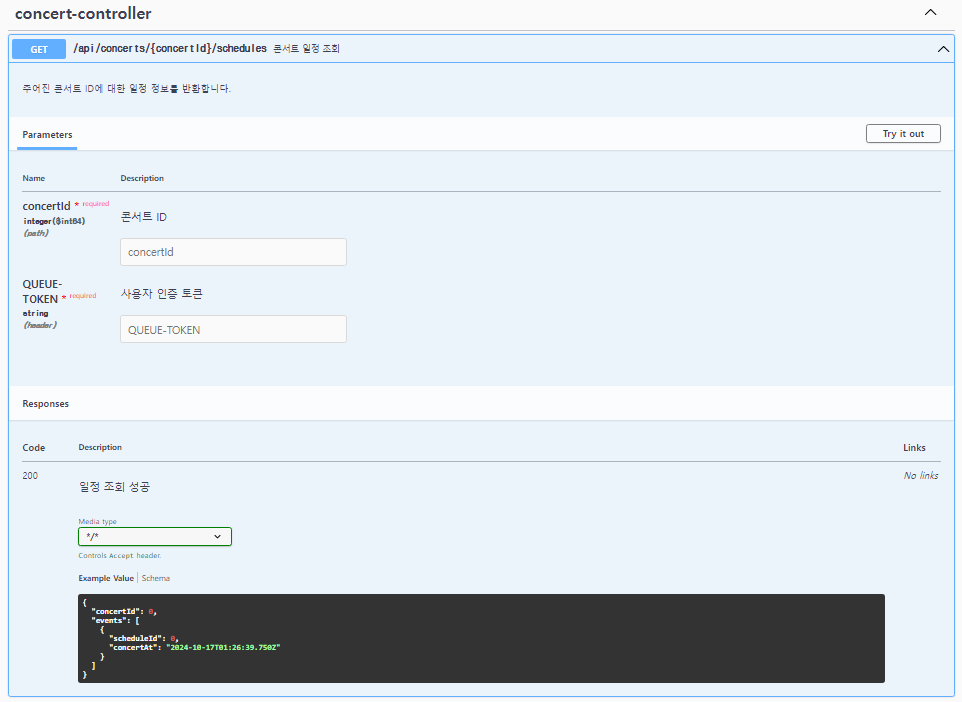 concert-controller
GET /api/concerts/{concertId}/schedules 콘서트 일정 조회
주어진 콘서트 ID에 대한 일정 정보를 반환합니다.
Parameters
Try it out
Name Description
concertId * required
integer($int64)
(path)
콘서트 ID
concertId
QUEUE-
TOKEN * required
string
(header)
사용자 인증 토큰
QUEUE-TOKEN
Responses
Code Description Links
200
일정 조회 성공
No links
Media type
*/*
Controls Accept header.
Example Value Schema
{
  "concertId": 0,
  "events": [
    {
      "scheduleId": 0,
      "concertAt": "2024-10-17T01:26:39.750Z"
    }
  ]
}